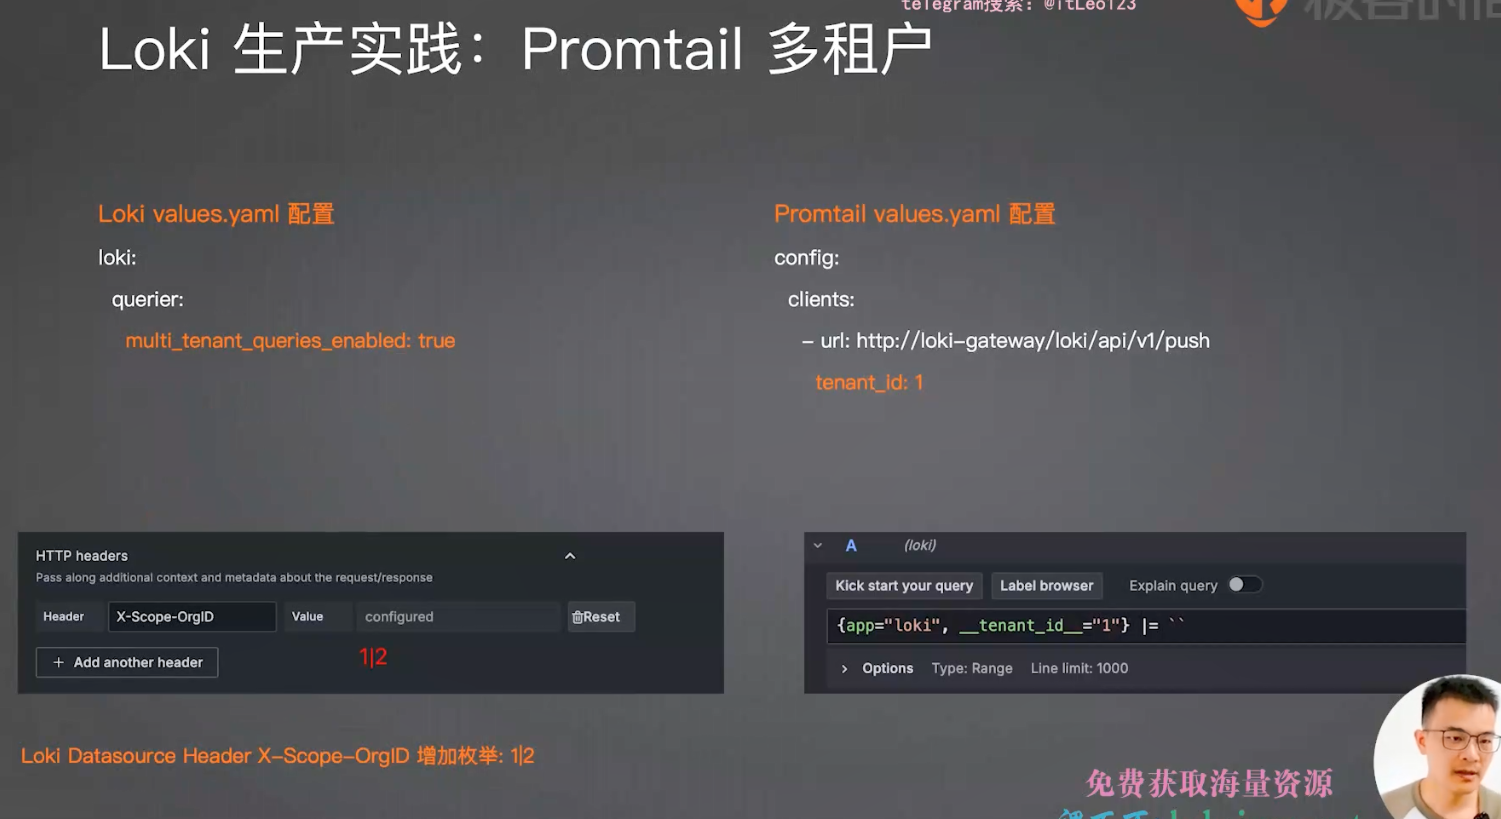 telegram搜索：@itLeo123
极客时间
Loki 生产实践：Promtail 多租户
Loki values.yaml 配置
loki:
querier:
multi_tenant_queries_enabled: true
Promtail values.yaml 配置
config:
clients:
– url: http://loki-gateway/loki/api/v1/push
tenant_id: 1
HTTP headers
Pass along additional context and metadata about the request/response
Header X-Scope-OrgID Value configured Reset
+ Add another header
1|2
A (loki)
Kick start your query Label browser Explain query
{app="loki", __tenant_id__="1"} |= ``
Options Type: Range Line limit: 1000
Loki Datasource Header X-Scope-OrgID 增加枚举: 1|2
免费获取海量资源